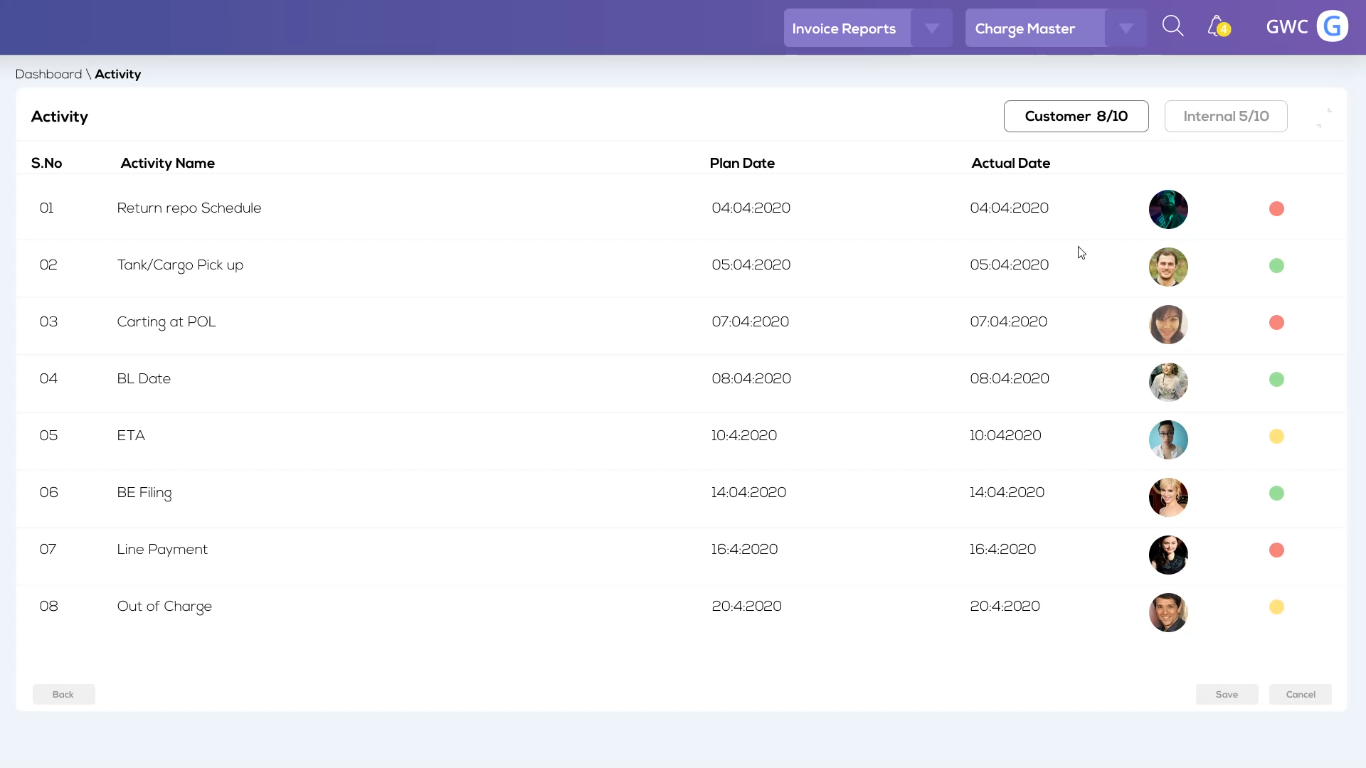 Invoice Reports Charge Master 4 GWC G
Dashboard \ Activity
Activity Customer 8/10 Internal 5/10
S.No Activity Name Plan Date Actual Date
01 Return repo Schedule 04:04:2020 04:04:2020
02 Tank/Cargo Pick up 05:04:2020 05:04:2020
03 Carting at POL 07:04:2020 07:04:2020
04 BL Date 08:04:2020 08:04:2020
05 ETA 10:4:2020 10:042020
06 BE Filing 14:04:2020 14:04:2020
07 Line Payment 16:4:2020 16:4:2020
08 Out of Charge 20:4:2020 20:4:2020
Back Save Cancel